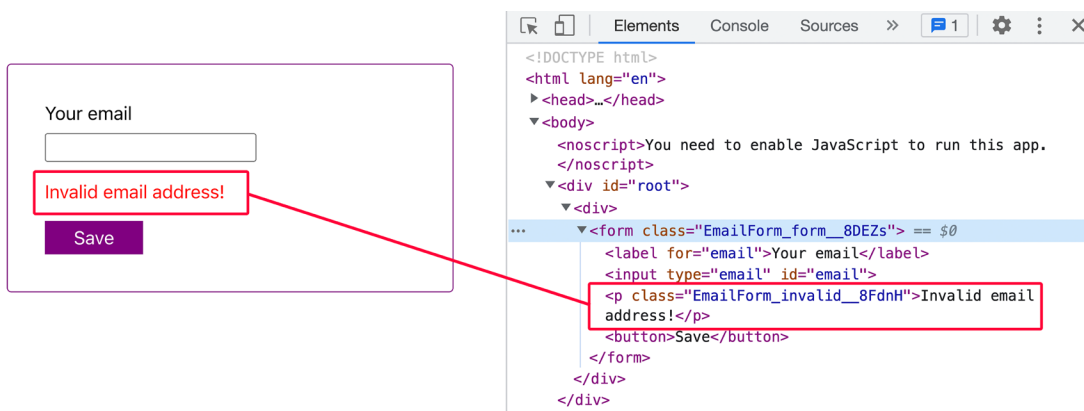 Your email
Invalid email address!
Save
Elements Console Sources » 1
<!DOCTYPE html>
<html lang="en">
<head>…</head>
<body>
<noscript>You need to enable JavaScript to run this app.
</noscript>
<div id="root">
<div>
<form class="EmailForm_form__8DEZs"> == $0
<label for="email">Your email</label>
<input type="email" id="email">
<p class="EmailForm_invalid__8FdnH">Invalid email
address!</p>
<button>Save</button>
</form>
</div>
</div>